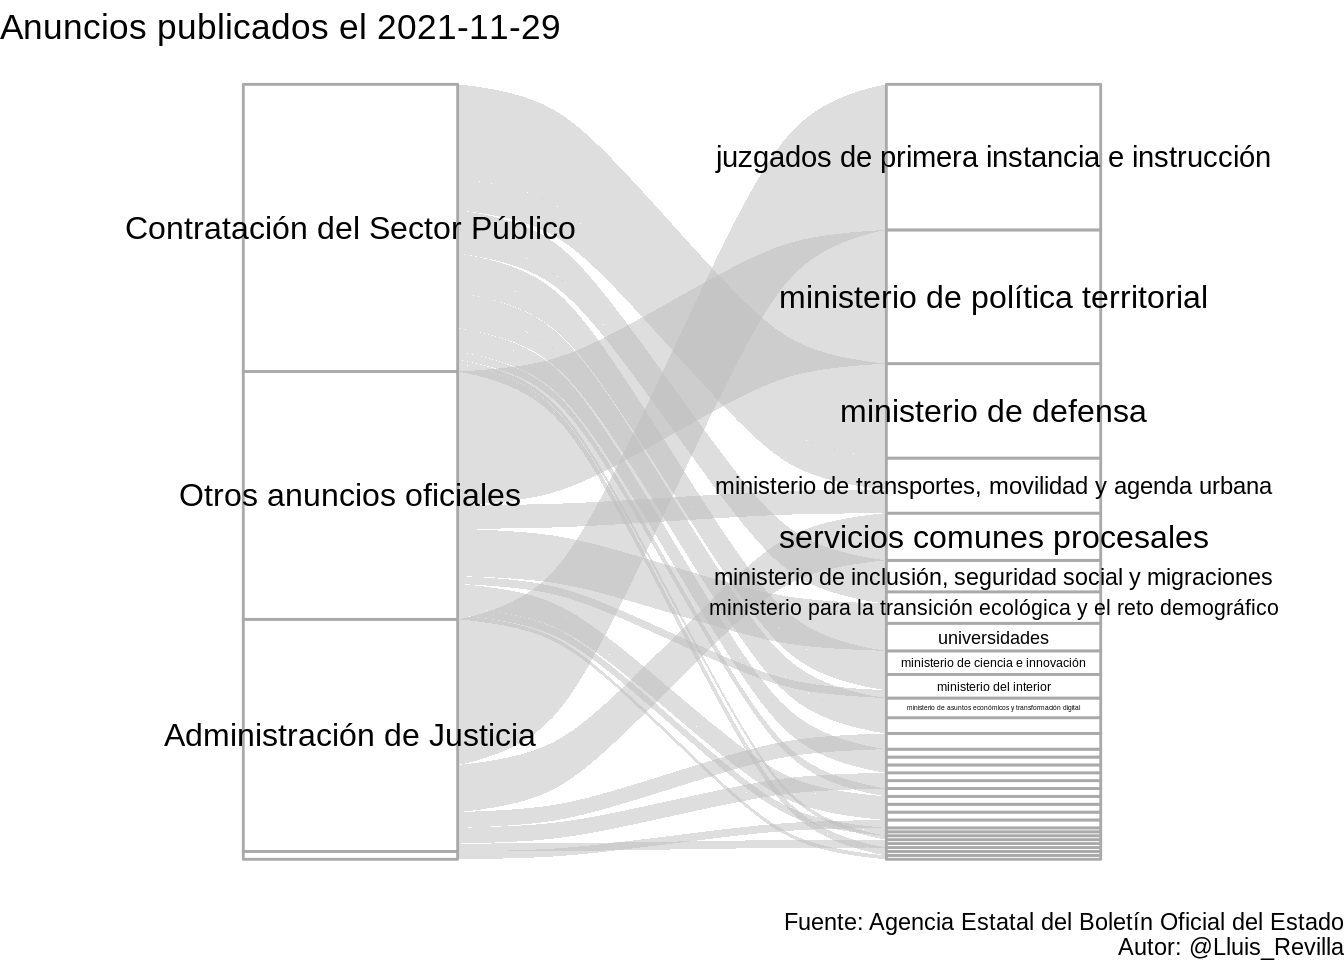 Anuncios publicados el 2021-11-29
juzgados de primera instancia e instrucción
Contratación del Sector Público
ministerio de política territorial
ministerio de defensa
ministerio de transportes, movilidad y agenda urbana
Otros anuncios oficiales
servicios comunes procesales
ministerio de inclusión, seguridad social y migraciones
ministerio para la transición ecológica y el reto demográfico
universidades
ministerio de ciencia e innovación
ministerio del interior
ministerio de asuntos económicos y transformación digital
Administración de Justicia
Fuente: Agencia Estatal del Boletín Oficial del Estado
Autor: @Lluis_Revilla